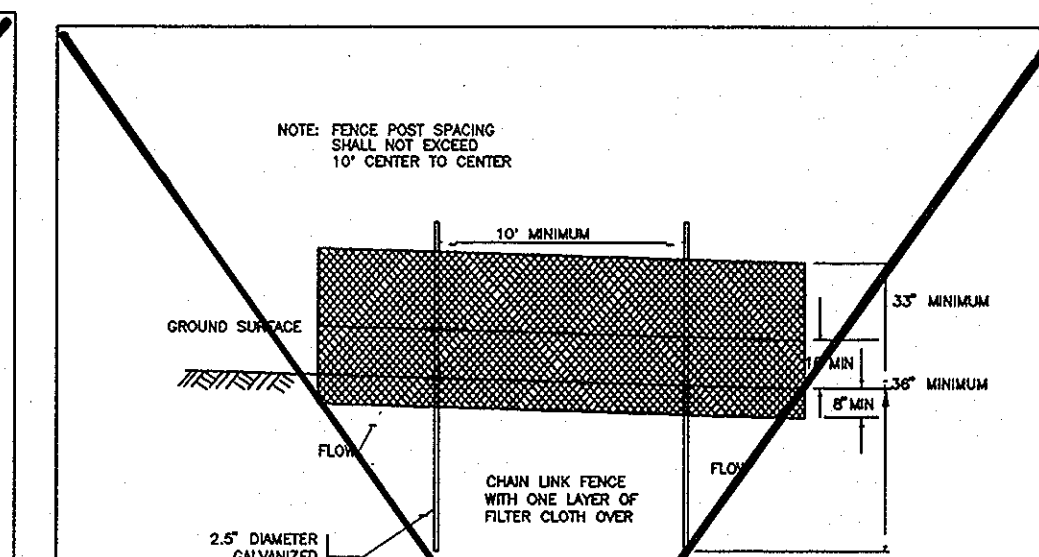 NOTE: FENCE POST SPACING
SHALL NOT EXCEED
10' CENTER TO CENTER
10' MINIMUM
33" MINIMUM
GROUND SURFACE
MIN
36" MINIMUM
8" MIN
FLOW
FLOW
CHAIN LINK FENCE
WITH ONE LAYER OF
FILTER CLOTH OVER
2.5" DIAMETER
GALVANIZED